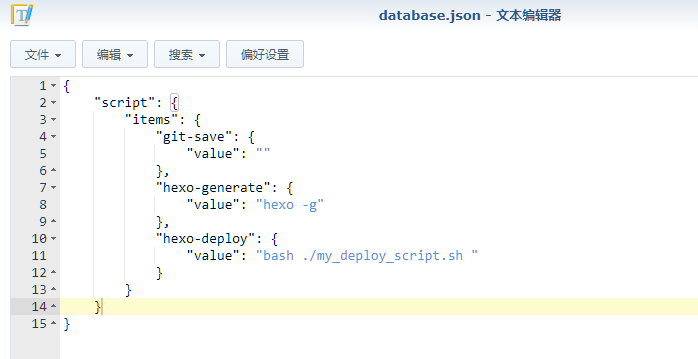 database.json - 文本编辑器
文件 编辑 搜索 偏好设置
1 {
2 "script": {
3 "items": {
4 "git-save": {
5 "value": ""
6 },
7 "hexo-generate": {
8 "value": "hexo -g"
9 },
10 "hexo-deploy": {
11 "value": "bash ./my_deploy_script.sh "
12 }
13 }
14 }
15 }